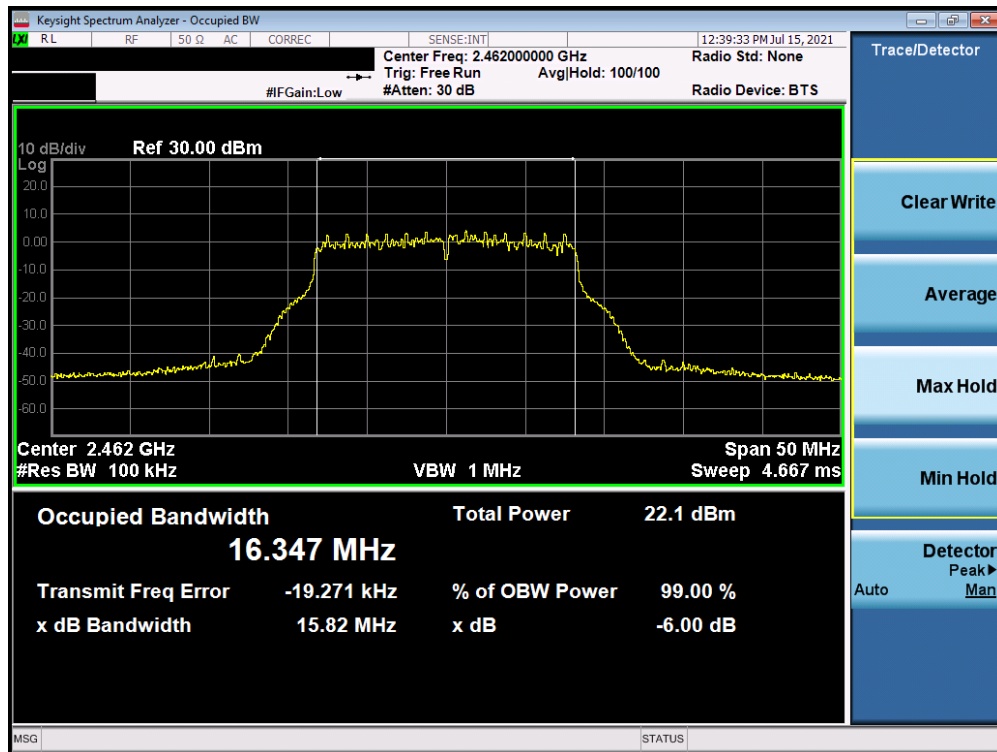 Keysight Spectrum Analyzer - Occupied BW
LXI RL RF 50 Ω AC CORREC SENSE:INT 12:39:33 PM Jul 15, 2021
Center Freq: 2.462000000 GHz Radio Std: None
Trig: Free Run Avg|Hold: 100/100
#IFGain:Low #Atten: 30 dB Radio Device: BTS
10 dB/div Ref 30.00 dBm
Log
20.0
10.0
0.00
-10.0
-20.0
-30.0
-40.0
-50.0
-60.0
Center 2.462 GHz Span 50 MHz
#Res BW 100 kHz VBW 1 MHz Sweep 4.667 ms
Occupied Bandwidth Total Power 22.1 dBm
16.347 MHz
Transmit Freq Error -19.271 kHz % of OBW Power 99.00 %
x dB Bandwidth 15.82 MHz x dB -6.00 dB
MSG STATUS
Trace/Detector
Clear Write
Average
Max Hold
Min Hold
Detector
Peak▶
Auto Man